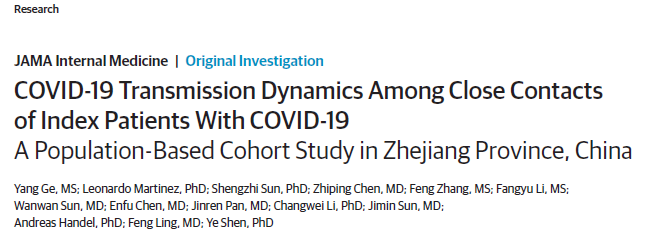 Research
JAMA Internal Medicine | Original Investigation
COVID-19 Transmission Dynamics Among Close Contacts
of Index Patients With COVID-19
A Population-Based Cohort Study in Zhejiang Province, China
Yang Ge, MS; Leonardo Martinez, PhD; Shengzhi Sun, PhD; Zhiping Chen, MD; Feng Zhang, MS; Fangyu Li, MS;
Wanwan Sun, MD; Enfu Chen, MD; Jinren Pan, MD; Changwei Li, PhD; Jimin Sun, MD;
Andreas Handel, PhD; Feng Ling, MD; Ye Shen, PhD